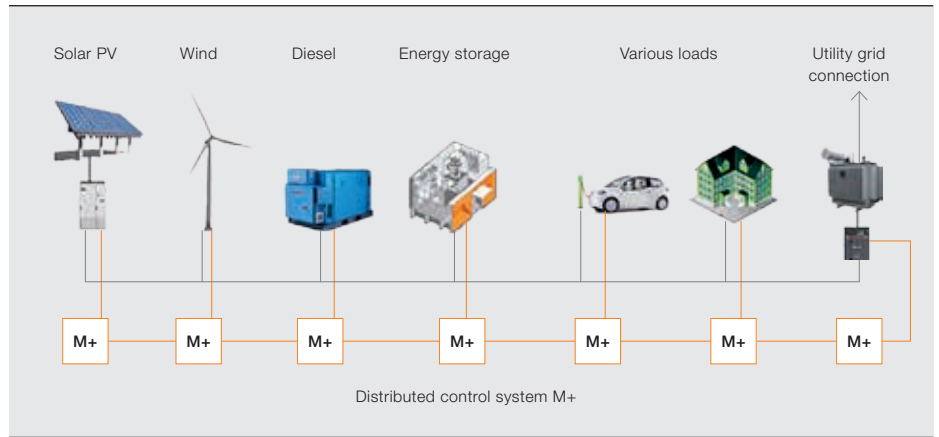 Solar PV
Wind
Diesel
Energy storage
Various loads
Utility grid
connection
M+
M+
M+
M+
M+
M+
M+
Distributed control system M+